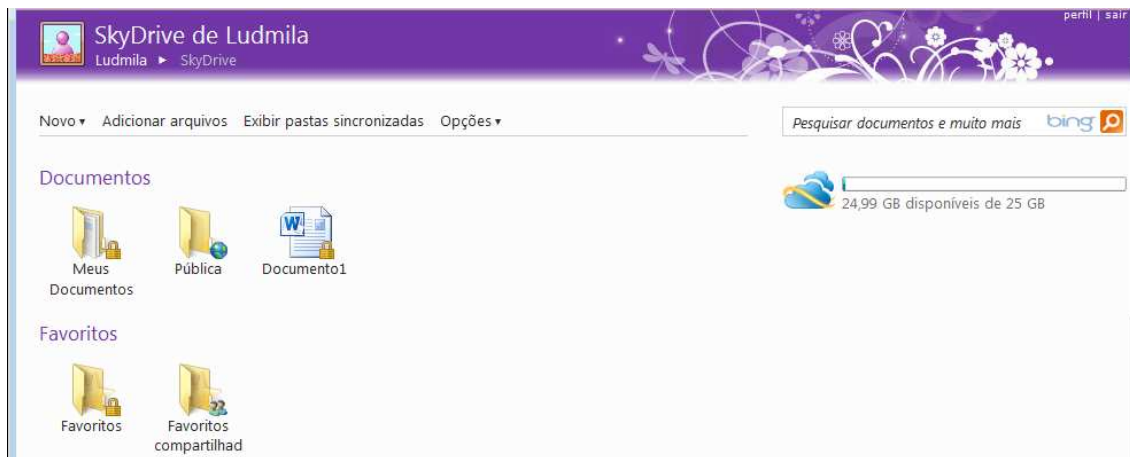 perfil | sair
SkyDrive de Ludmila
Ludmila ► SkyDrive
Novo ▾ Adicionar arquivos Exibir pastas sincronizadas Opções ▾
Pesquisar documentos e muito mais bing
Documentos
24,99 GB disponíveis de 25 GB
Meus
Documentos
Pública
Documento1
Favoritos
Favoritos
Favoritos
compartilhad